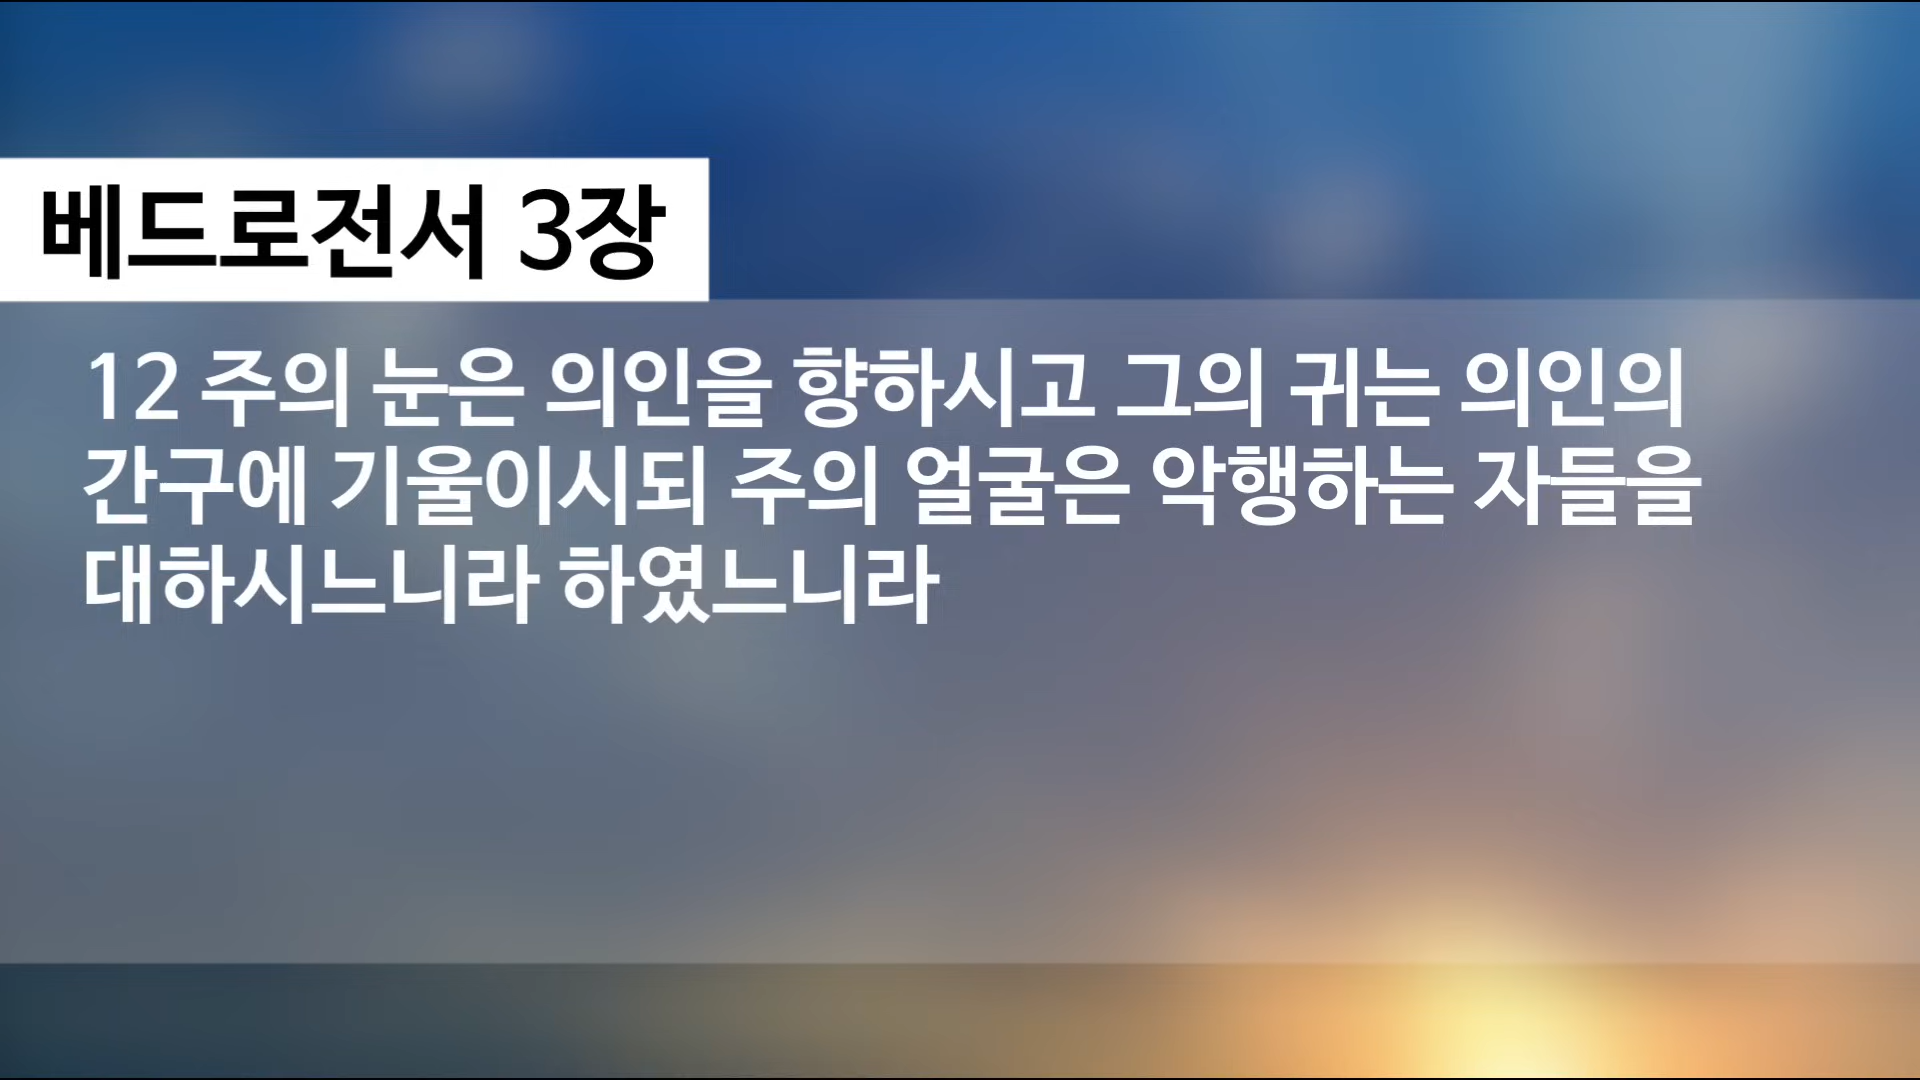 베드로전서 3장
12 주의 눈은 의인을 향하시고 그의 귀는 의인의
간구에 기울이시되 주의 얼굴은 악행하는 자들을
대하시느니라 하였느니라